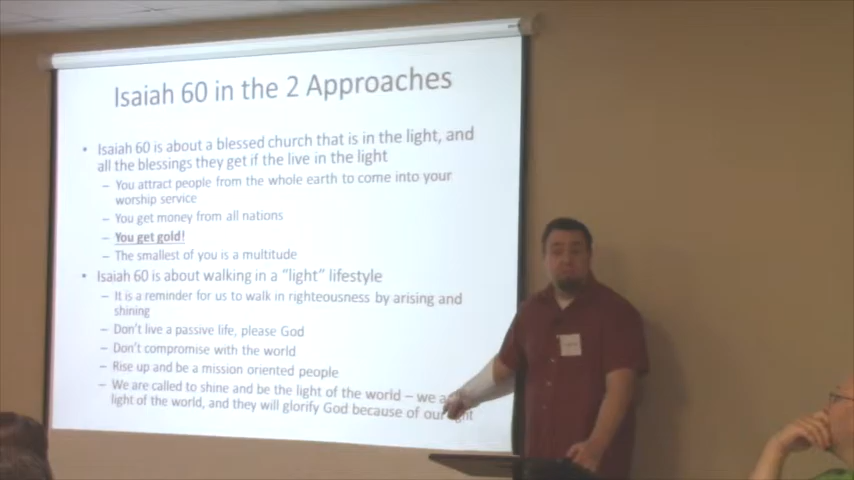 Isaiah 60 in the 2 Approaches
• Isaiah 60 is about a blessed church that is in the light, and
all the blessings they get if the live in the light
– You attract people from the whole earth to come into your
worship service
– You get money from all nations
– You get gold!
– The smallest of you is a multitude
• Isaiah 60 is about walking in a "light" lifestyle
– It is a reminder for us to walk in righteousness by arising and
shining
– Don't live a passive life, please God
– Don't compromise with the world
– Rise up and be a mission oriented people
– We are called to shine and be the light of the world – we
light of the world, and they will glorify God because of our